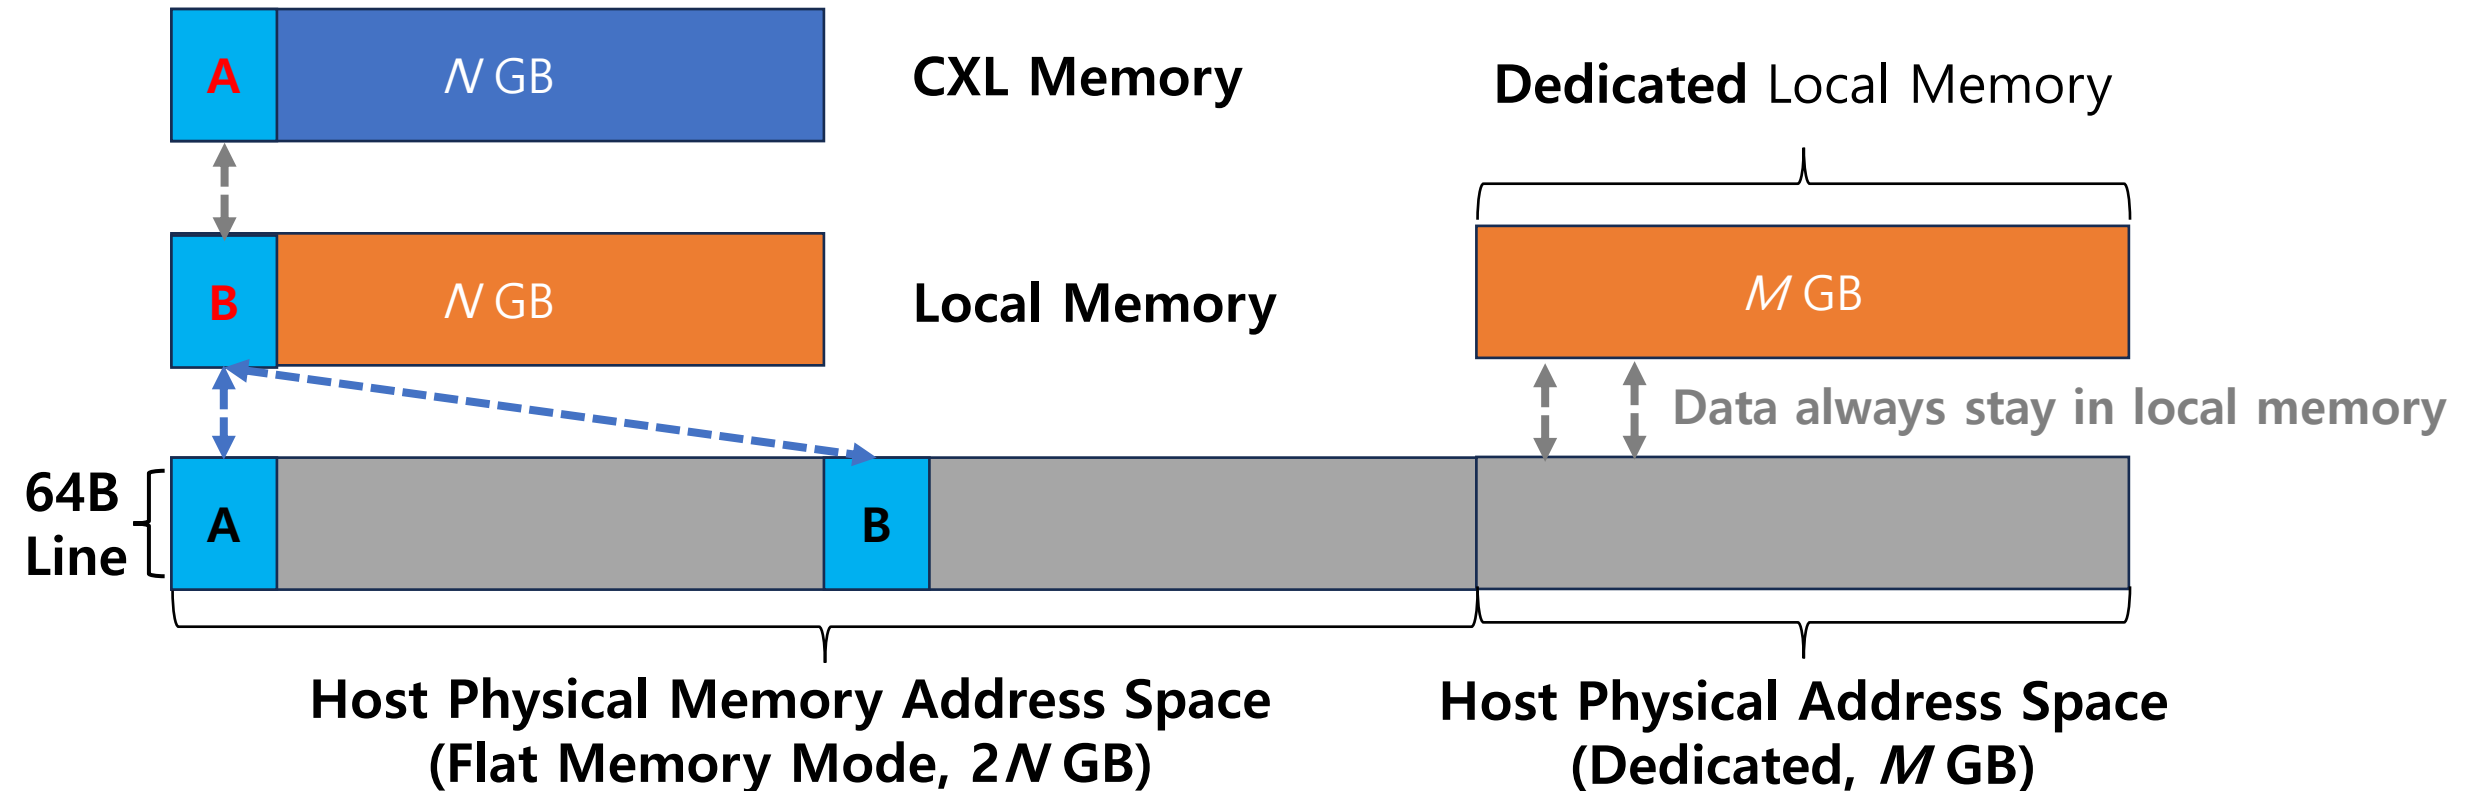 A
N GB
CXL Memory
Dedicated Local Memory
B
N GB
Local Memory
M GB
Data always stay in local memory
64B
Line
A
B
Host Physical Memory Address Space
(Flat Memory Mode, 2N GB)
Host Physical Address Space
(Dedicated, M GB)